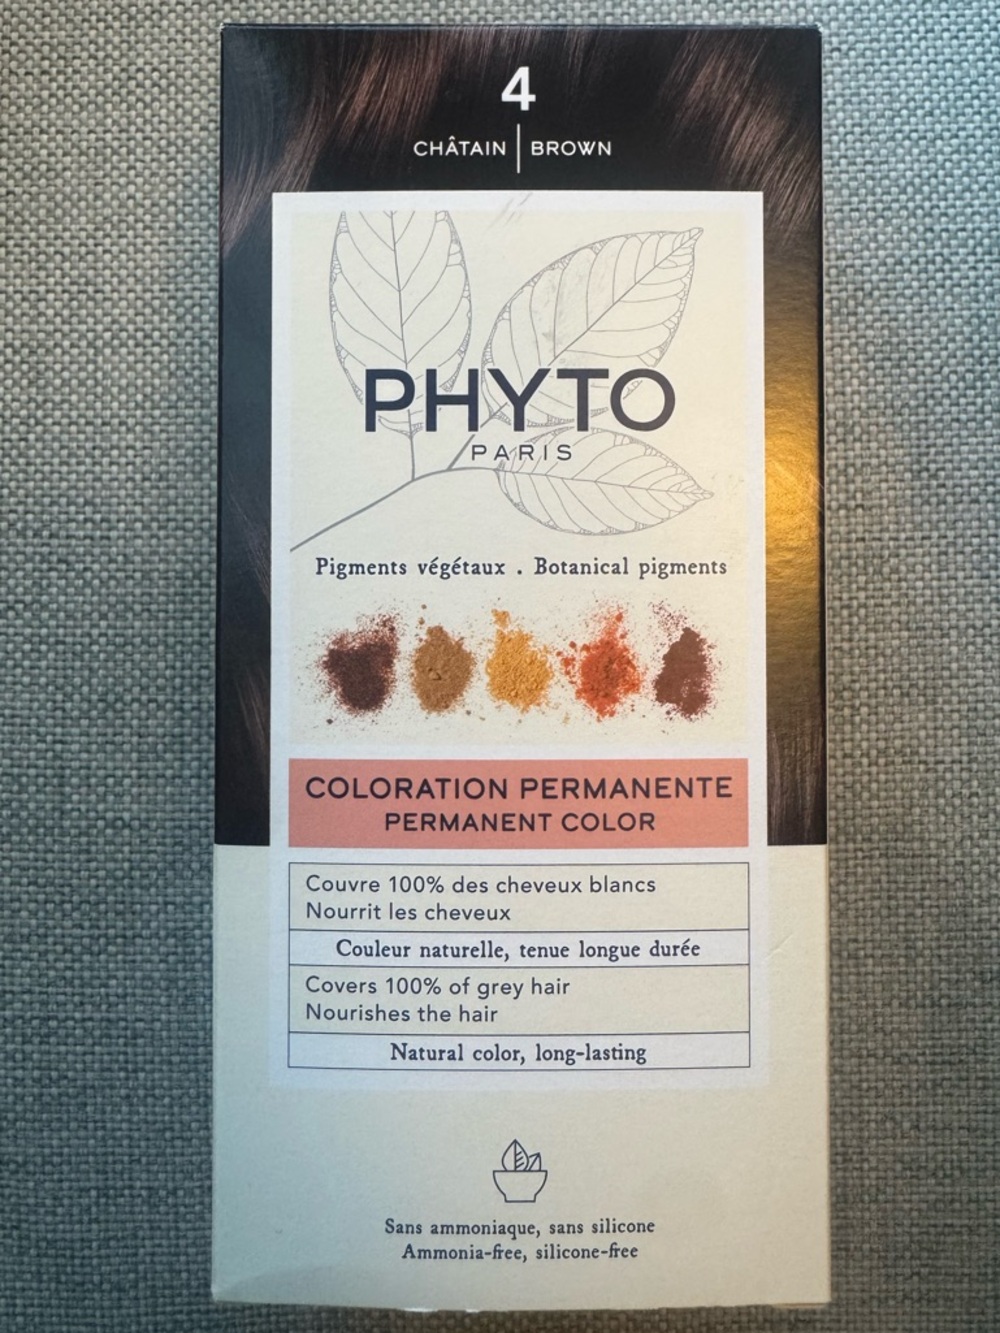 4
CHÂTAIN | BROWN
PHYTO
PARIS
Pigments végétaux . Botanical pigments
COLORATION PERMANENTE
PERMANENT COLOR
Couvre 100% des cheveux blancs
Nourrit les cheveux
Couleur naturelle, tenue longue durée
Covers 100% of grey hair
Nourishes the hair
Natural color, long-lasting
Sans ammoniaque, sans silicone
Ammonia-free, silicone-free